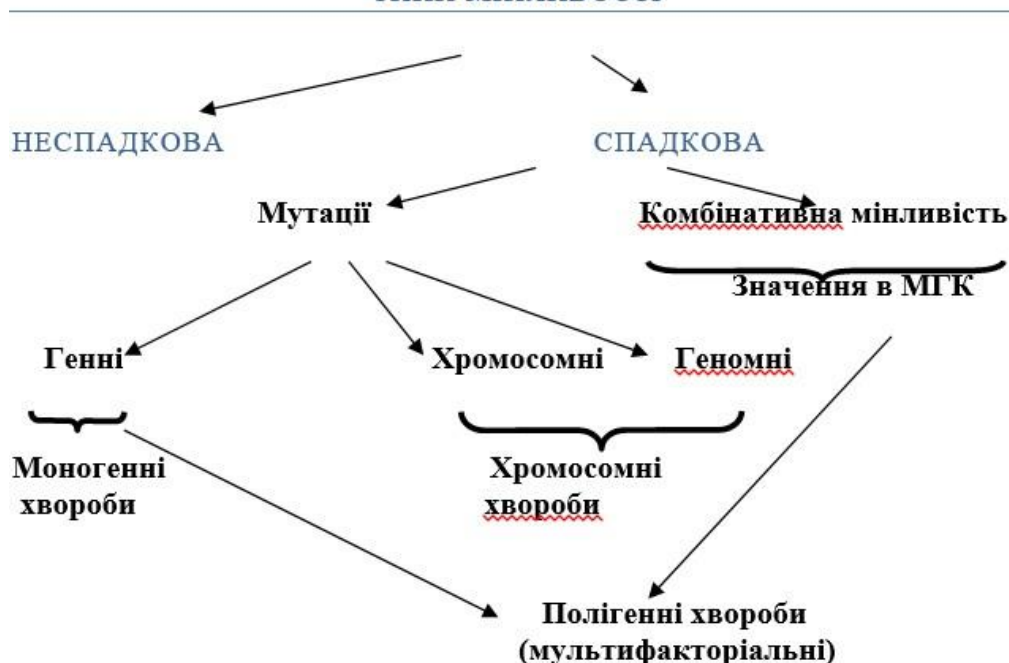 НЕСПАДКОВА
СПАДКОВА
Мутації
Комбінативна мінливість
Значення в МГК
Генні
Хромосомні
Геномні
Моногенні
хвороби
Хромосомні
хвороби
Полігенні хвороби
(мультифакторіальні)